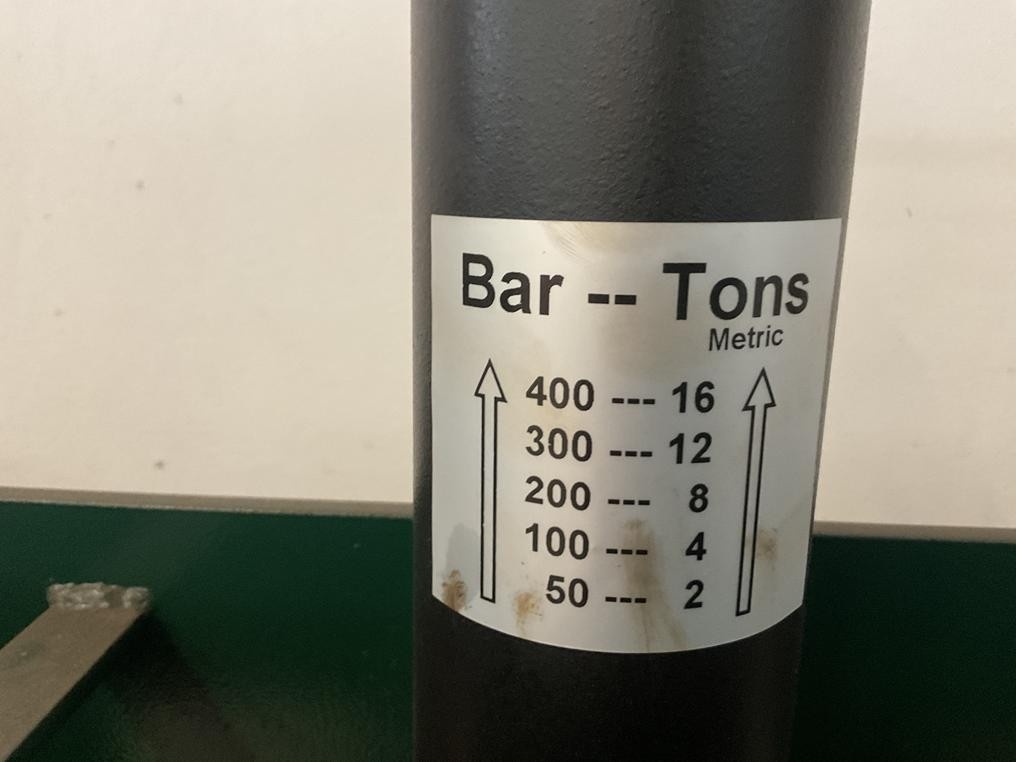 Bar -- Tons
Metric
400 --- 16
300 --- 12
200 --- 8
100 --- 4
50 --- 2